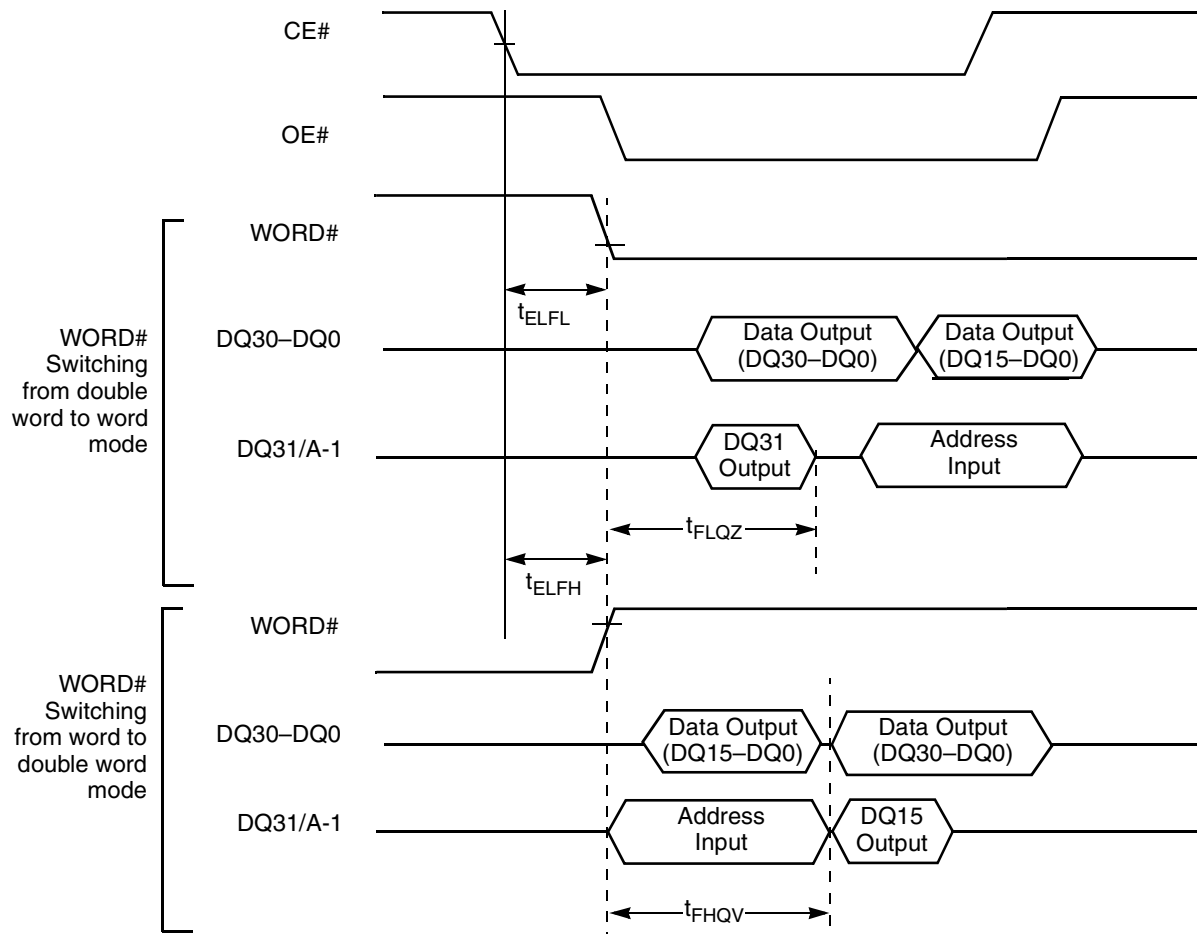 CE#
OE#
WORD#
tELFL
WORD#
Switching
from double
word to word
mode
DQ30–DQ0
Data Output
(DQ30–DQ0)
Data Output
(DQ15–DQ0)
DQ31/A-1
DQ31
Output
Address
Input
tFLQZ
tELFH
WORD#
WORD#
Switching
from word to
double word
mode
DQ30–DQ0
Data Output
(DQ15–DQ0)
Data Output
(DQ30–DQ0)
DQ31/A-1
Address
Input
DQ15
Output
tFHQV